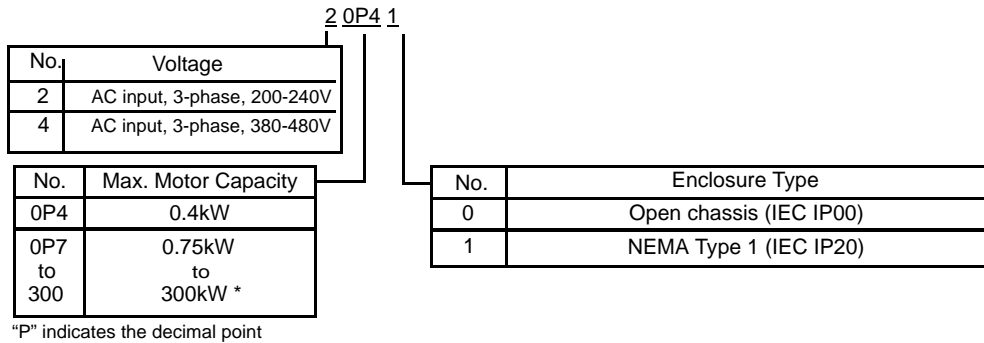 2 0P4 1
No. Voltage
2 AC input, 3-phase, 200-240V
4 AC input, 3-phase, 380-480V
No. Max. Motor Capacity
0P4 0.4kW
0P7 0.75kW
to to
300 300kW *
“P” indicates the decimal point
No. Enclosure Type
0 Open chassis (IEC IP00)
1 NEMA Type 1 (IEC IP20)